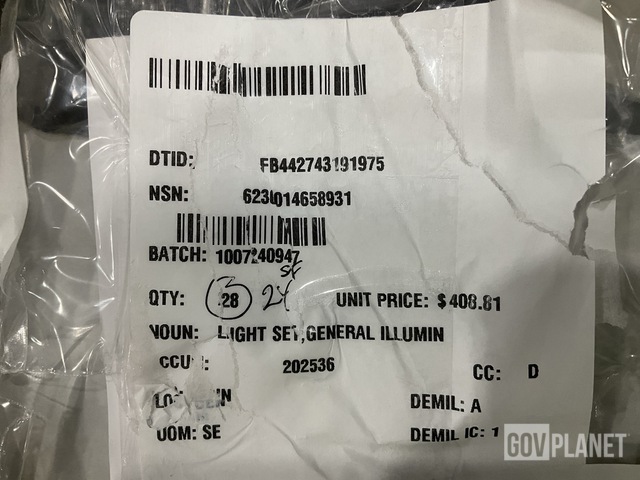 DTID: FB442743191975
NSN: 6230014658931
BATCH: 1007240947
QTY: 28 24 UNIT PRICE: $408.81
NOUN: LIGHT SET,GENERAL ILLUMIN
202536
CC: D
DEMIL: A
UOM: SE
DEMIL IC: 1
GOVPLANET